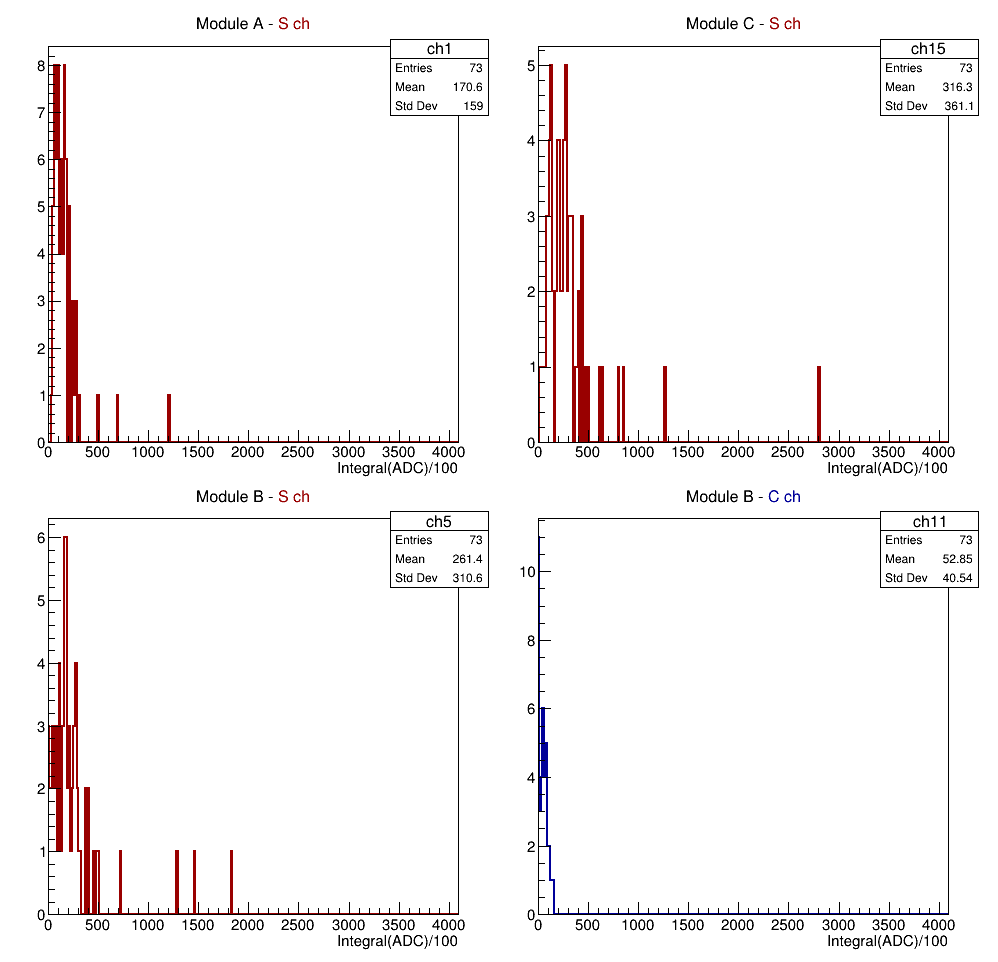 Module A - S ch
ch1
Entries 73
Mean 170.6
Std Dev 159
8
7
6
5
4
3
2
1
0
0 500 1000 1500 2000 2500 3000 3500 4000
Integral(ADC)/100
Module C - S ch
ch15
Entries 73
Mean 316.3
Std Dev 361.1
5
4
3
2
1
0
0 500 1000 1500 2000 2500 3000 3500 4000
Integral(ADC)/100
Module B - S ch
ch5
Entries 73
Mean 261.4
Std Dev 310.6
6
5
4
3
2
1
0
0 500 1000 1500 2000 2500 3000 3500 4000
Integral(ADC)/100
Module B - C ch
ch11
Entries 73
Mean 52.85
Std Dev 40.54
10
8
6
4
2
0
0 500 1000 1500 2000 2500 3000 3500 4000
Integral(ADC)/100